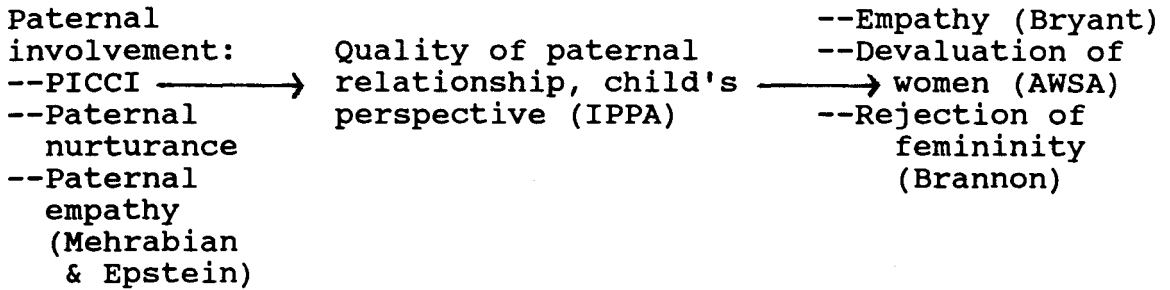 Paternal
involvement:
--PICCI
--Paternal
nurturance
--Paternal
empathy
(Mehrabian
& Epstein)
Quality of paternal
relationship, child's
perspective (IPPA)
--Empathy (Bryant)
--Devaluation of
women (AWSA)
--Rejection of
femininity
(Brannon)